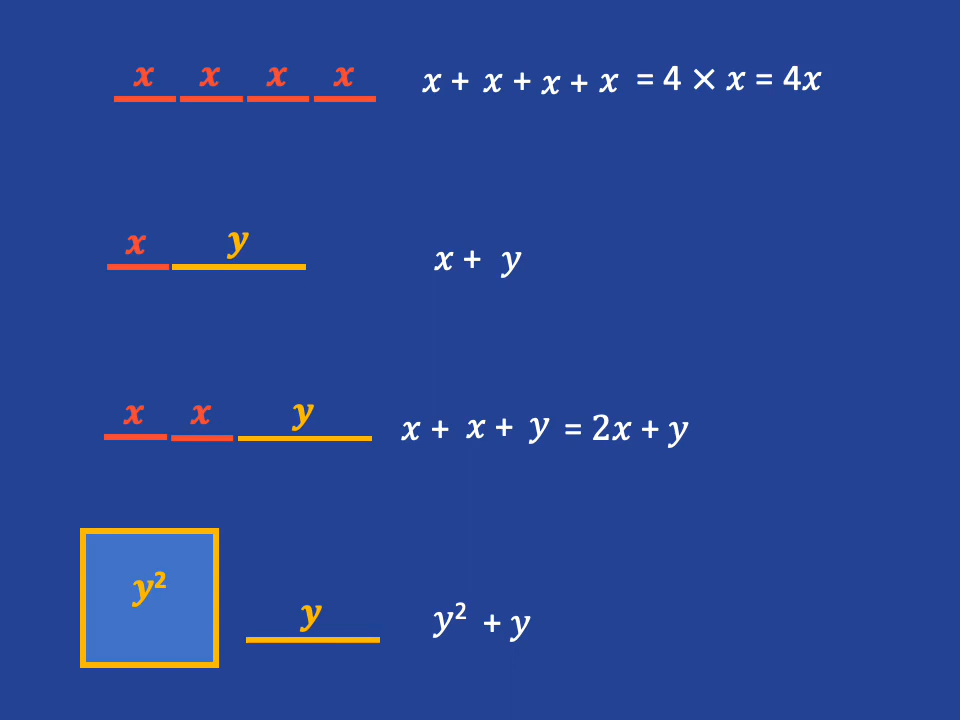 x x x x x + x + x + x = 4 × x = 4x
x y x + y
x x y x + x + y = 2x + y
y² y y² + y